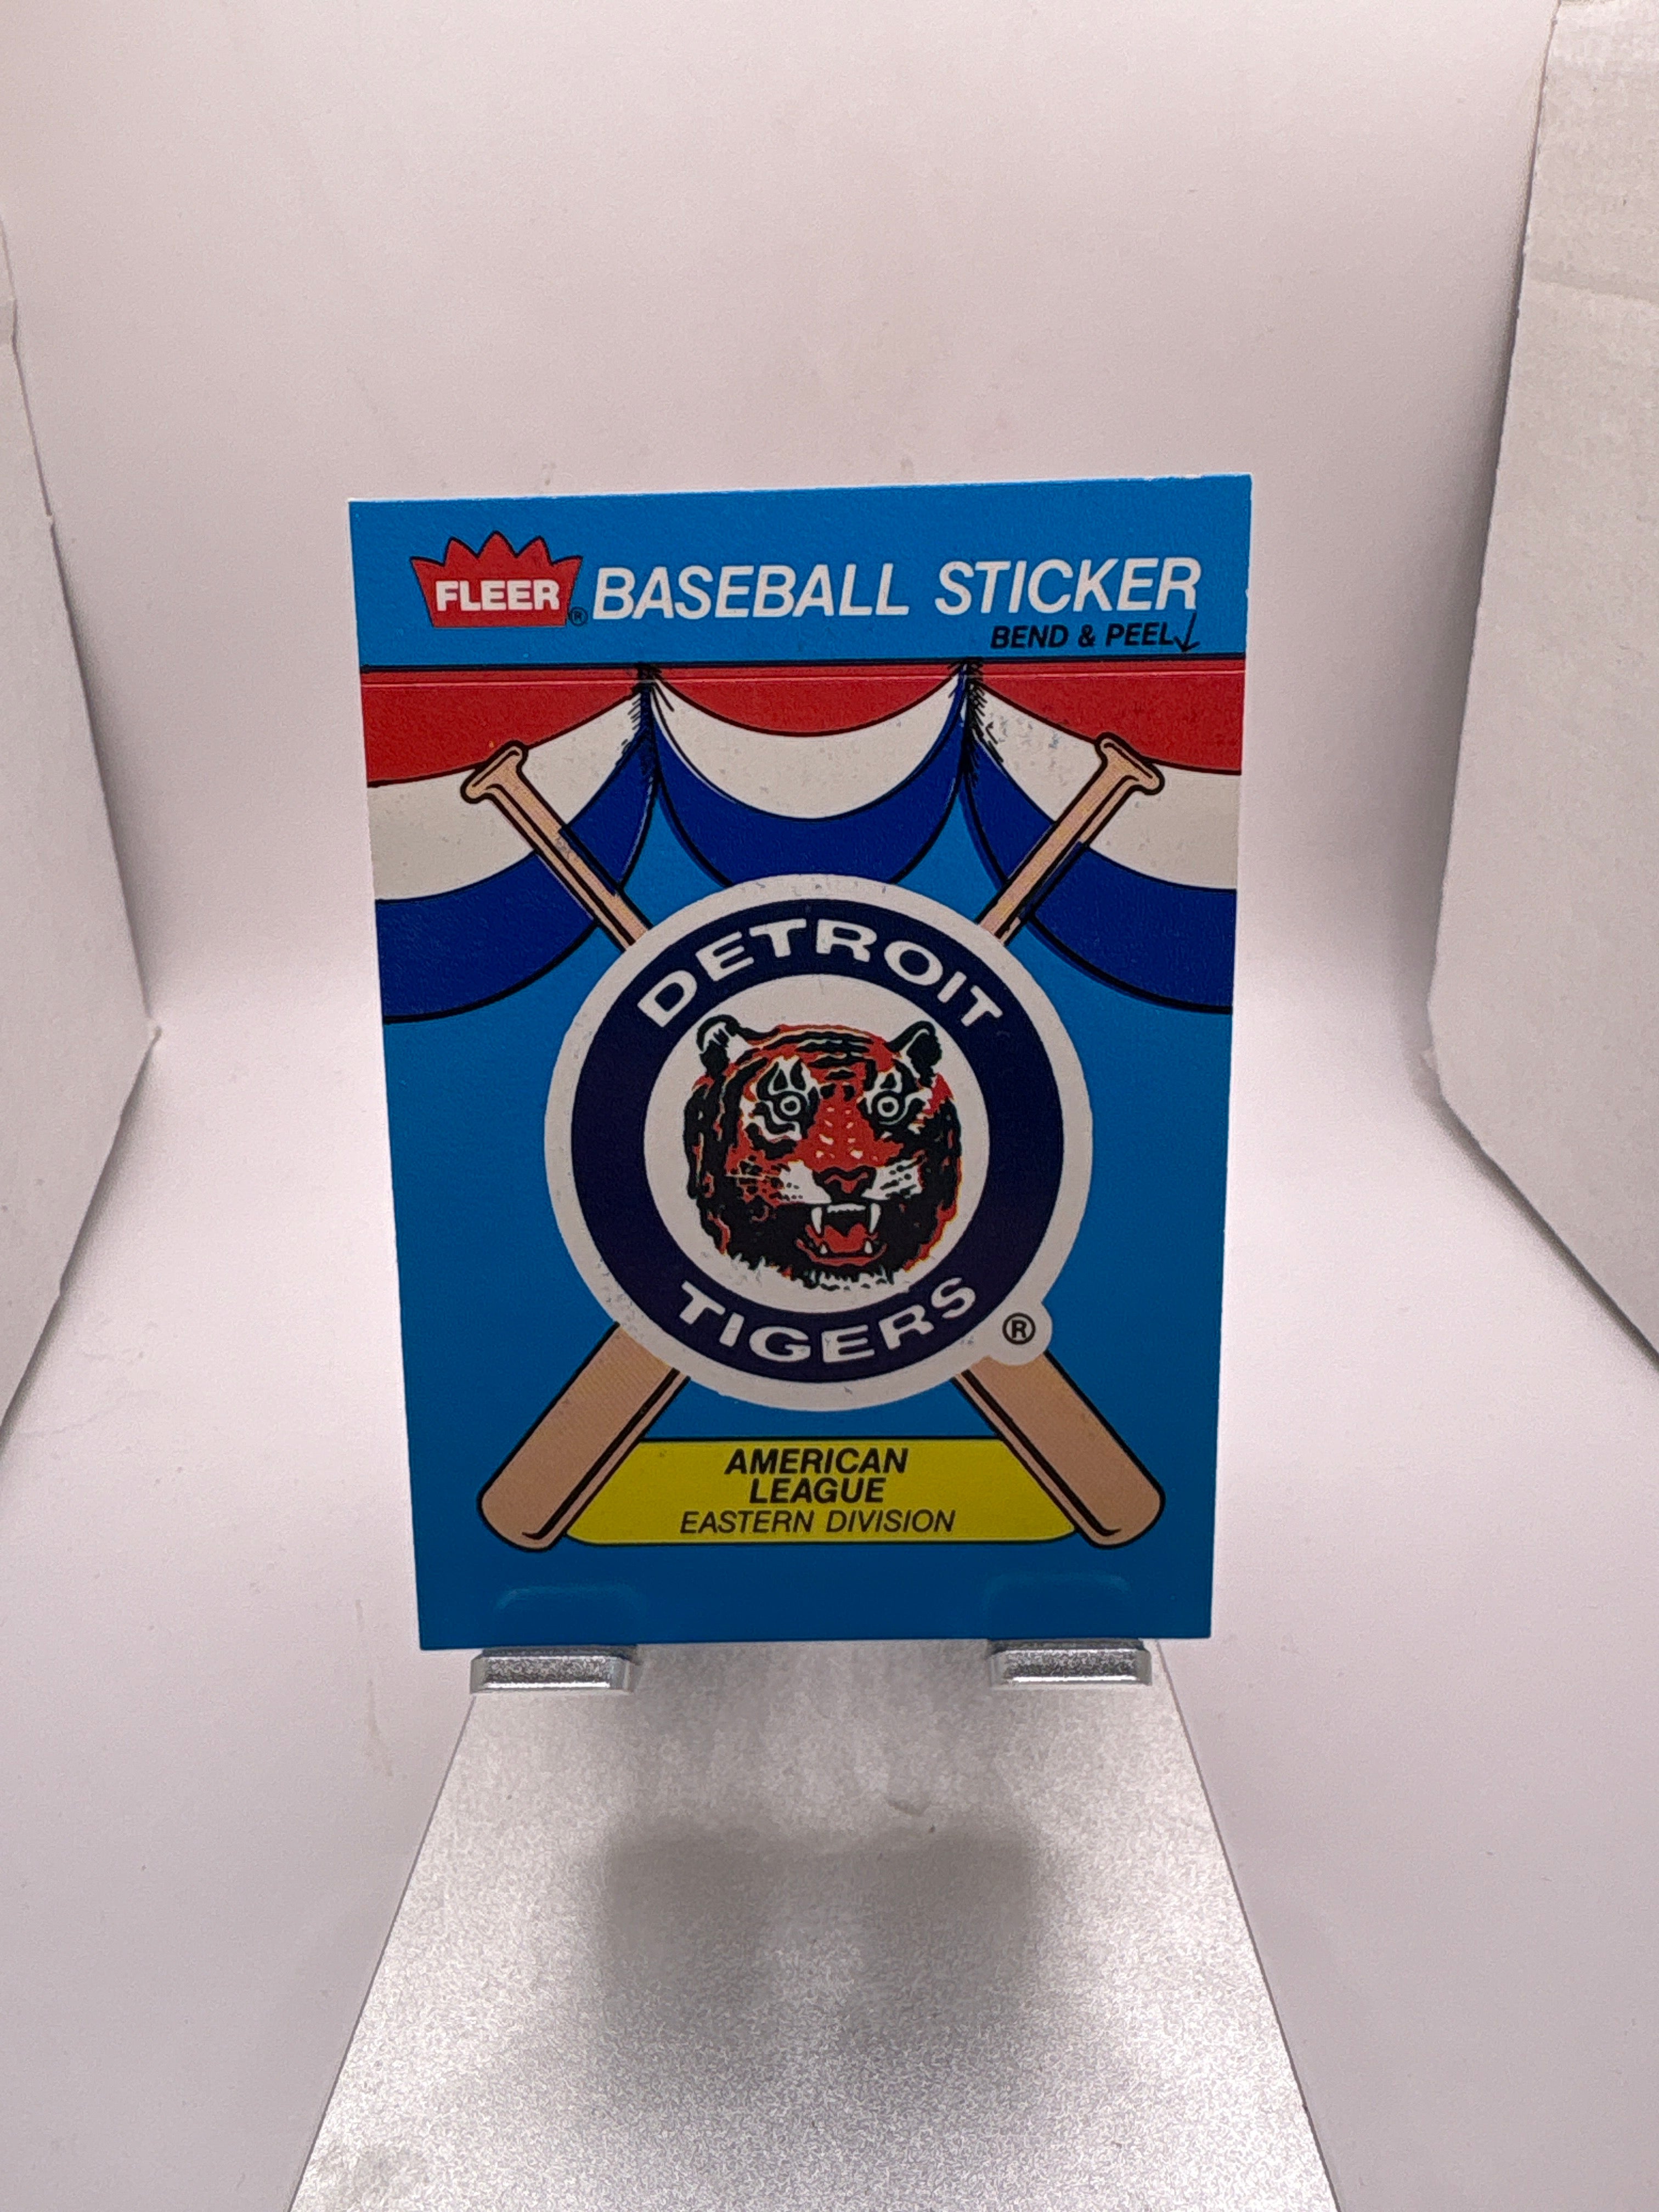 FLEER ® BASEBALL STICKER
BEND & PEEL
DETROIT
TIGERS
®
AMERICAN
LEAGUE
EASTERN DIVISION